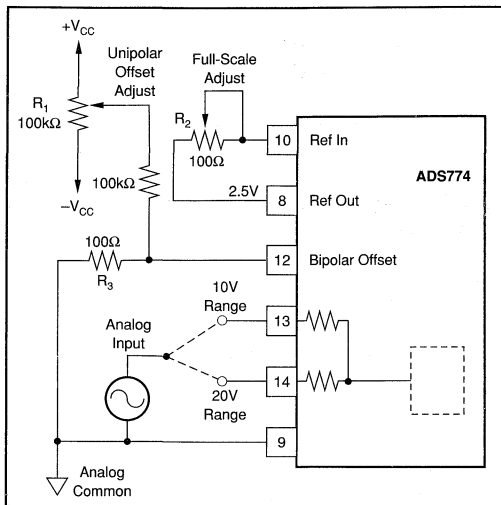 +VCC
Unipolar
Offset
Adjust
Full-Scale
Adjust
R1
100kΩ
R2
100Ω
10
Ref In
ADS774
100kΩ
2.5V
8
Ref Out
–VCC
100Ω
R3
12
Bipolar Offset
10V
Range
13
Analog
Input
14
20V
Range
9
Analog
Common